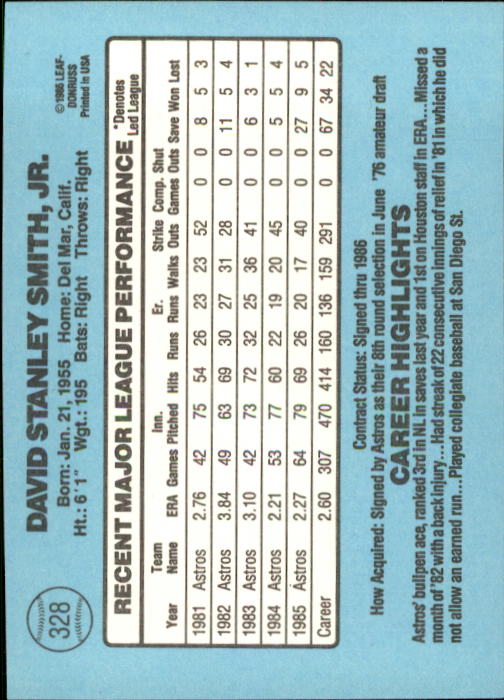 328
DAVID STANLEY SMITH, JR.
©1986 LEAF-
DONRUSS
Printed in USA
Born: Jan. 21, 1955 Home: Del Mar, Calif.
Ht.: 6'1" Wgt.: 195 Bats: Right Throws: Right
RECENT MAJOR LEAGUE PERFORMANCE *Denotes
Led League
Team Inn. Er. Strike Comp. Shut
Year Name ERA Games Pitched Hits Runs Runs Walks Outs Games Outs Save Won Lost
1981 Astros 2.76 42 75 54 26 23 23 52 0 0 8 5 3
1982 Astros 3.84 49 63 69 30 27 31 28 0 0 11 5 4
1983 Astros 3.10 42 73 72 32 25 36 41 0 0 6 3 1
1984 Astros 2.21 53 77 60 22 19 20 45 0 0 5 5 4
1985 Astros 2.27 64 79 69 26 20 17 40 0 0 27 9 5
Career 2.60 307 470 414 160 136 159 291 0 0 67 34 22
Contract Status: Signed thru 1986
How Acquired: Signed by Astros as their 8th round selection in June '76 amateur draft
CAREER HIGHLIGHTS
Astros' bullpen ace, ranked 3rd in NL in saves last year and 1st on Houston staff in ERA...Missed a
month of '82 with a back injury...Had streak of 22 consecutive innings of relief in '81 in which he did
not allow an earned run...Played collegiate baseball at San Diego St.